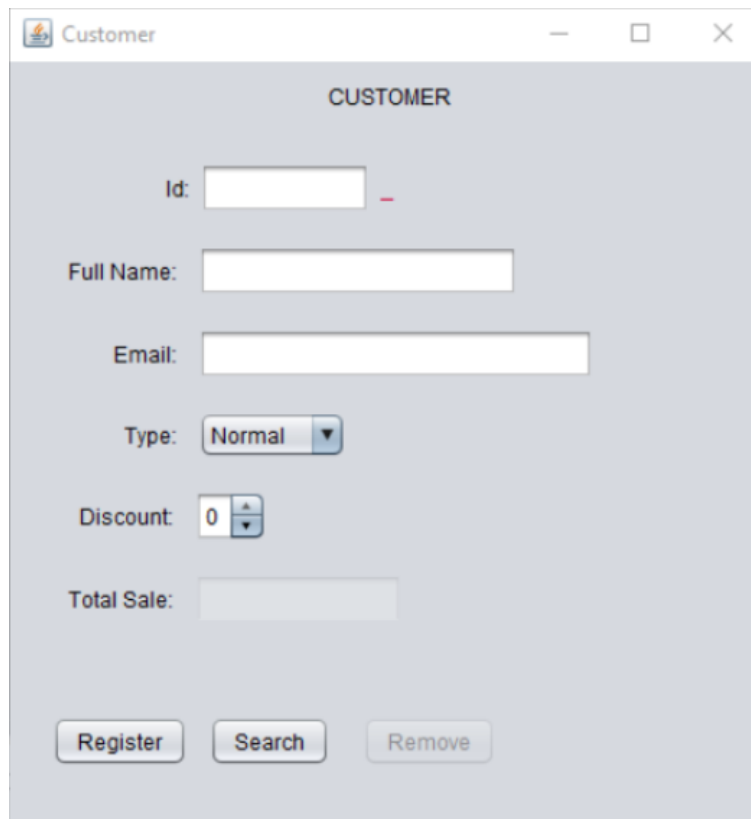 Customer
CUSTOMER
Id: _
Full Name:
Email:
Type: Normal
Discount: 0
Total Sale:
Register Search Remove